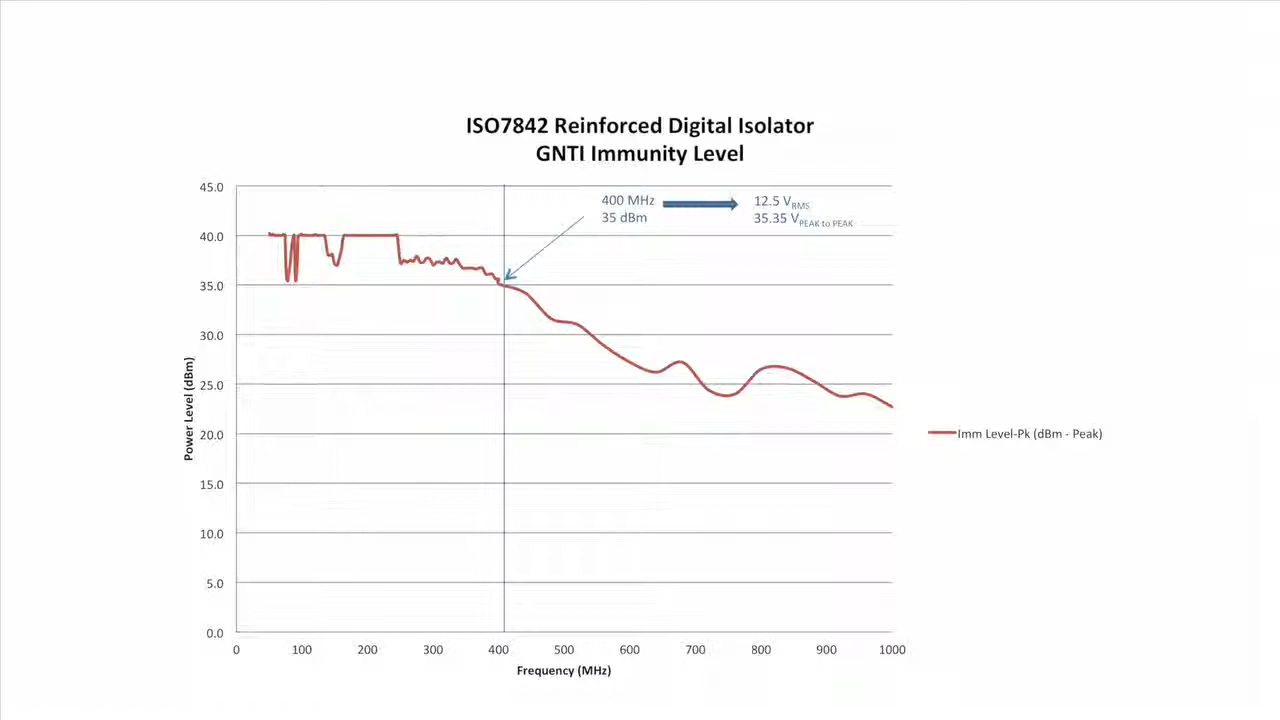 ISO7842 Reinforced Digital Isolator
GNTI Immunity Level
45.0
40.0
35.0
30.0
25.0
20.0
15.0
10.0
5.0
0.0
Power Level (dBm)
400 MHz
35 dBm
12.5 VRMS
35.35 VPEAK to PEAK
Imm Level-Pk (dBm - Peak)
0 100 200 300 400 500 600 700 800 900 1000
Frequency (MHz)